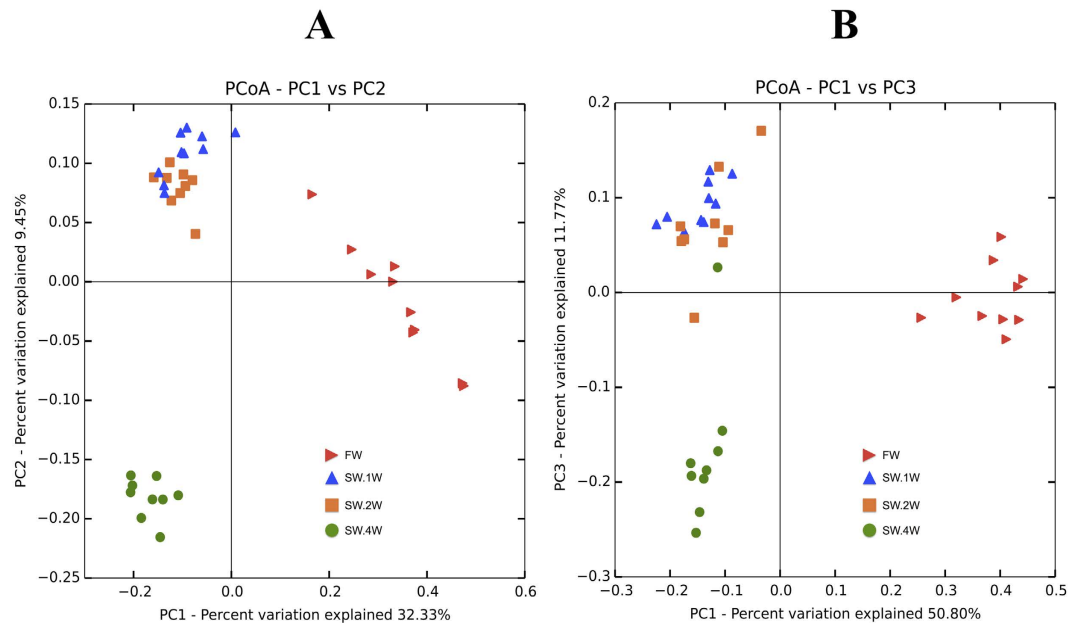 A
B
PCoA - PC1 vs PC2
PC2 - Percent variation explained 9.45%
0.15
0.10
0.05
0.00
−0.05
−0.10
−0.15
−0.20
−0.25
FW
SW.1W
SW.2W
SW.4W
−0.2
0.0
0.2
0.4
0.6
PC1 - Percent variation explained 32.33%
PCoA - PC1 vs PC3
PC3 - Percent variation explained 11.77%
0.2
0.1
0.0
−0.1
−0.2
−0.3
FW
SW.1W
SW.2W
SW.4W
−0.3
−0.2
−0.1
0.0
0.1
0.2
0.3
0.4
0.5
PC1 - Percent variation explained 50.80%